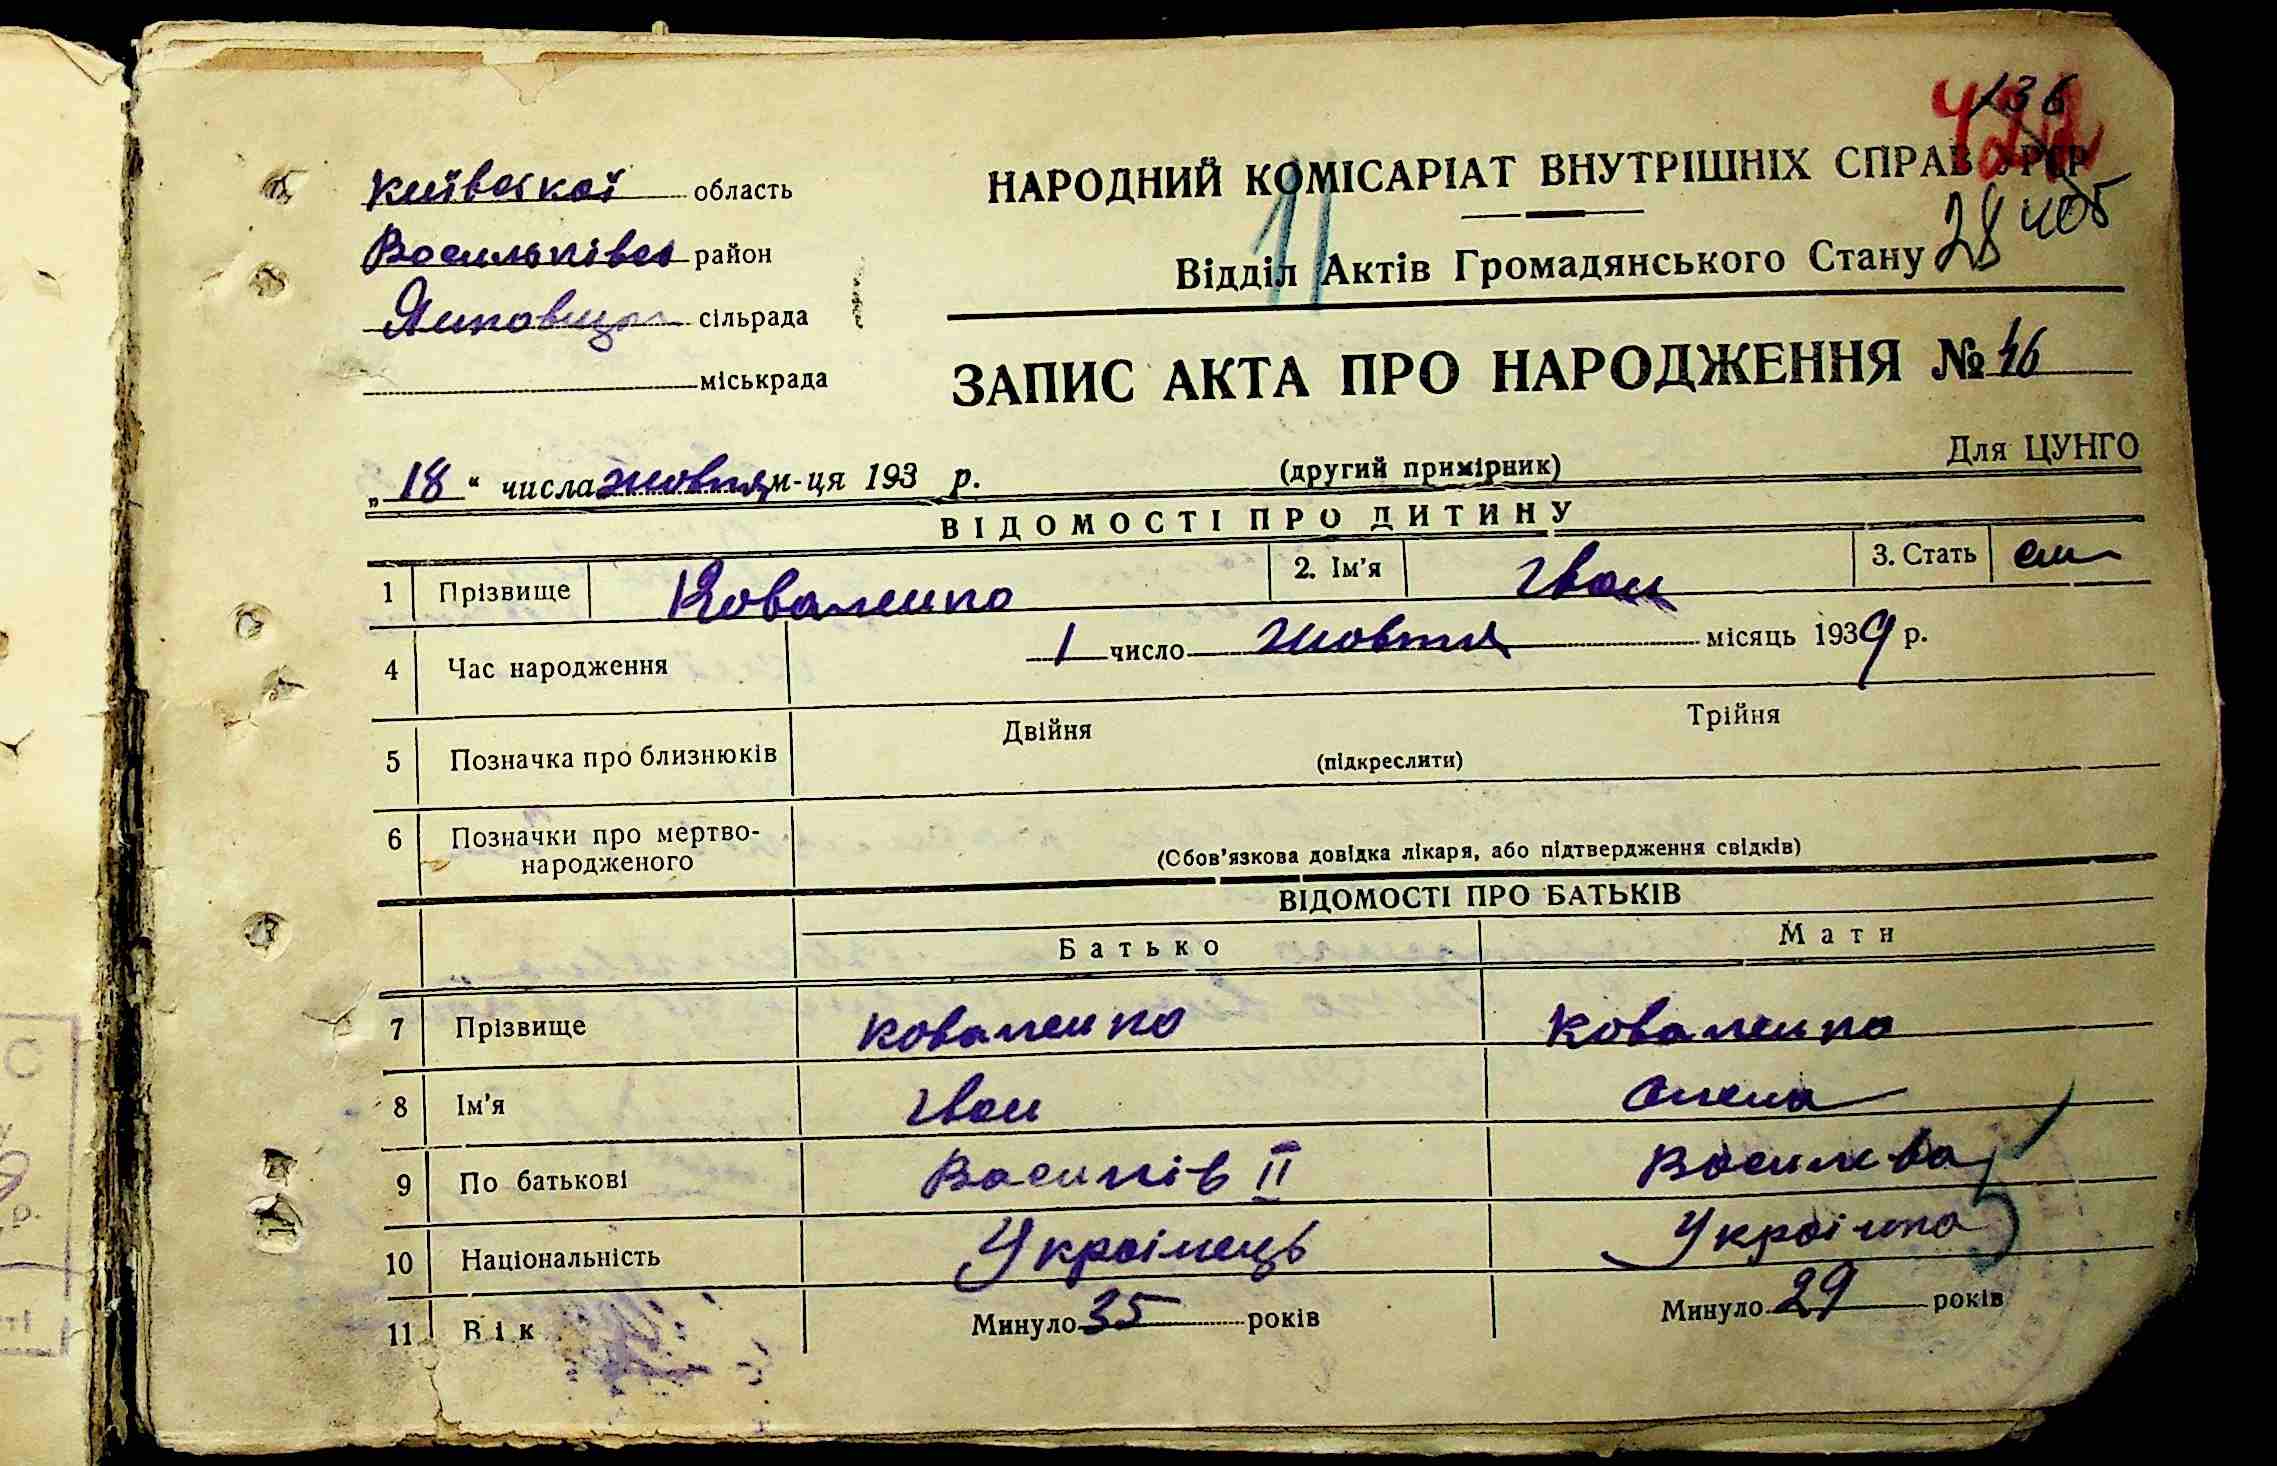 136
28
НАРОДНИЙ КОМІСАРІАТ ВНУТРІШНІХ СПРАВ УРСР
Відділ Актів Громадянського Стану
Київської область
Васильківсь район
сільрада
міськрада
ЗАПИС АКТА ПРО НАРОДЖЕННЯ № 46
„ 18 “ числа жовтня м-ця 193 р. (другий примірник) Для ЦУНГО
ВІДОМОСТІ ПРО ДИТИНУ
1 Прізвище Коваленко 2. Ім’я Іван 3. Стать
4 Час народження 1 число жовтня місяць 1939 р.
5 Позначка про близнюків Двійня Трійня
(підкреслити)
6 Позначки про мертво-
народженого (Обов’язкова довідка лікаря, або підтвердження свідків)
ВІДОМОСТІ ПРО БАТЬКІВ
Батько Мати
7 Прізвище Коваленко Коваленко
8 Ім’я Іван Олена
9 По батькові Василів II Василева
10 Національність Українець Українка
11 Вік Минуло 35 років Минуло 29 років